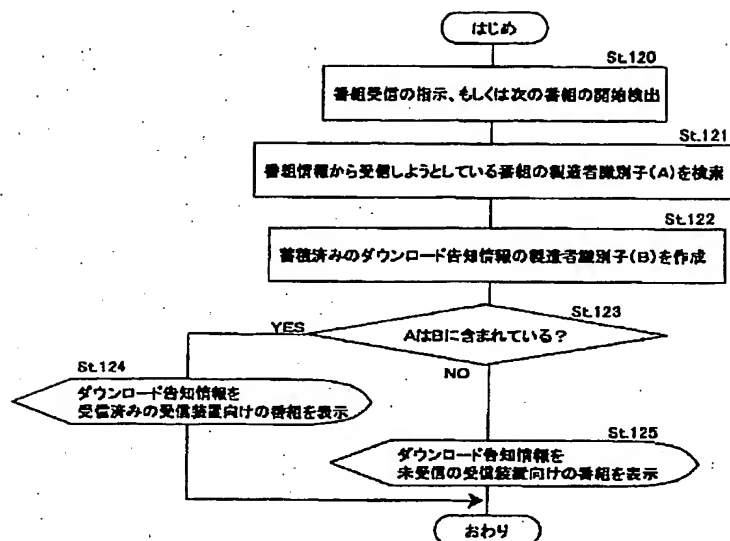 はじめ
St.120
番組受信の指示、もしくは次の番組の開始検出
St.121
番組情報から受信しようとしている番組の製造者識別子(A)を検索
St.122
蓄積済みのダウンロード告知情報の製造者識別子(B)を作成
St.123
AはBに含まれている?
YES
NO
St.124
ダウンロード告知情報を
受信済みの受信装置向けの番組を表示
St.125
ダウンロード告知情報を
未受信の受信装置向けの番組を表示
おわり